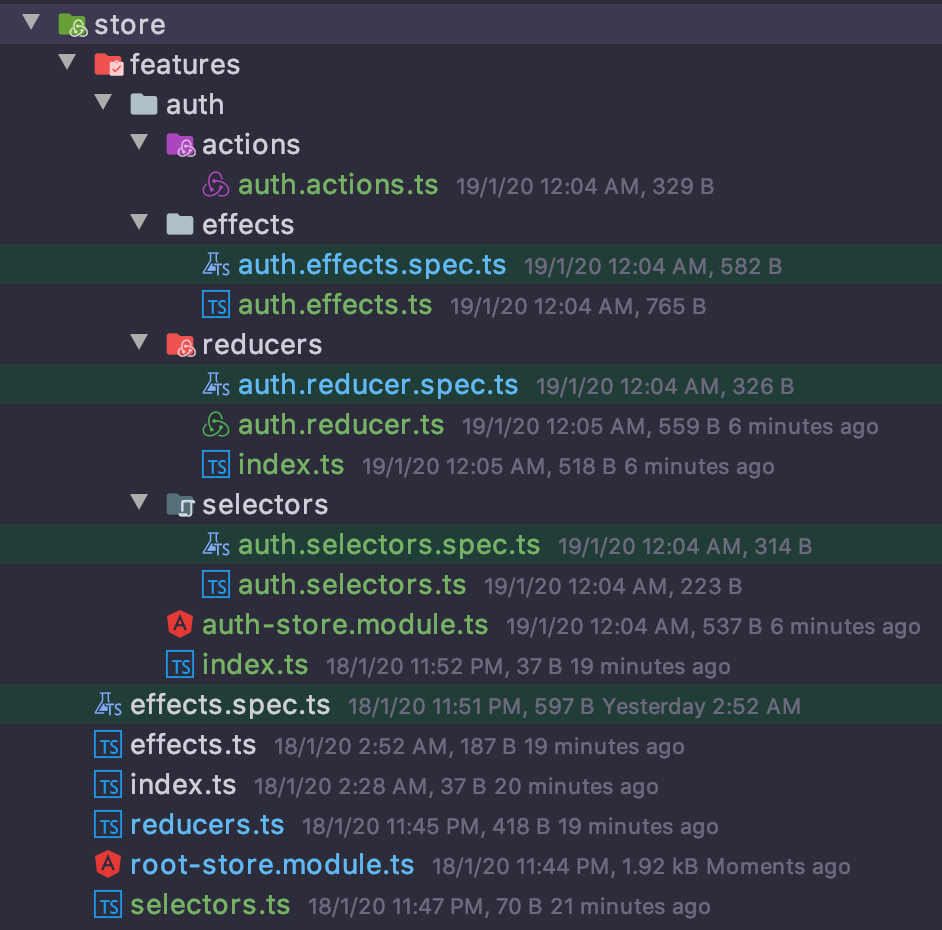 store
features
auth
actions
auth.actions.ts 19/1/20 12:04 AM, 329 B
effects
TS auth.effects.spec.ts 19/1/20 12:04 AM, 582 B
TS auth.effects.ts 19/1/20 12:04 AM, 765 B
reducers
TS auth.reducer.spec.ts 19/1/20 12:04 AM, 326 B
auth.reducer.ts 19/1/20 12:05 AM, 559 B 6 minutes ago
TS index.ts 19/1/20 12:05 AM, 518 B 6 minutes ago
selectors
TS auth.selectors.spec.ts 19/1/20 12:04 AM, 314 B
TS auth.selectors.ts 19/1/20 12:04 AM, 223 B
A auth-store.module.ts 19/1/20 12:04 AM, 537 B 6 minutes ago
TS index.ts 18/1/20 11:52 PM, 37 B 19 minutes ago
TS effects.spec.ts 18/1/20 11:51 PM, 597 B Yesterday 2:52 AM
TS effects.ts 18/1/20 2:52 AM, 187 B 19 minutes ago
TS index.ts 18/1/20 2:28 AM, 37 B 20 minutes ago
TS reducers.ts 18/1/20 11:45 PM, 418 B 19 minutes ago
A root-store.module.ts 18/1/20 11:44 PM, 1.92 kB Moments ago
TS selectors.ts 18/1/20 11:47 PM, 70 B 21 minutes ago